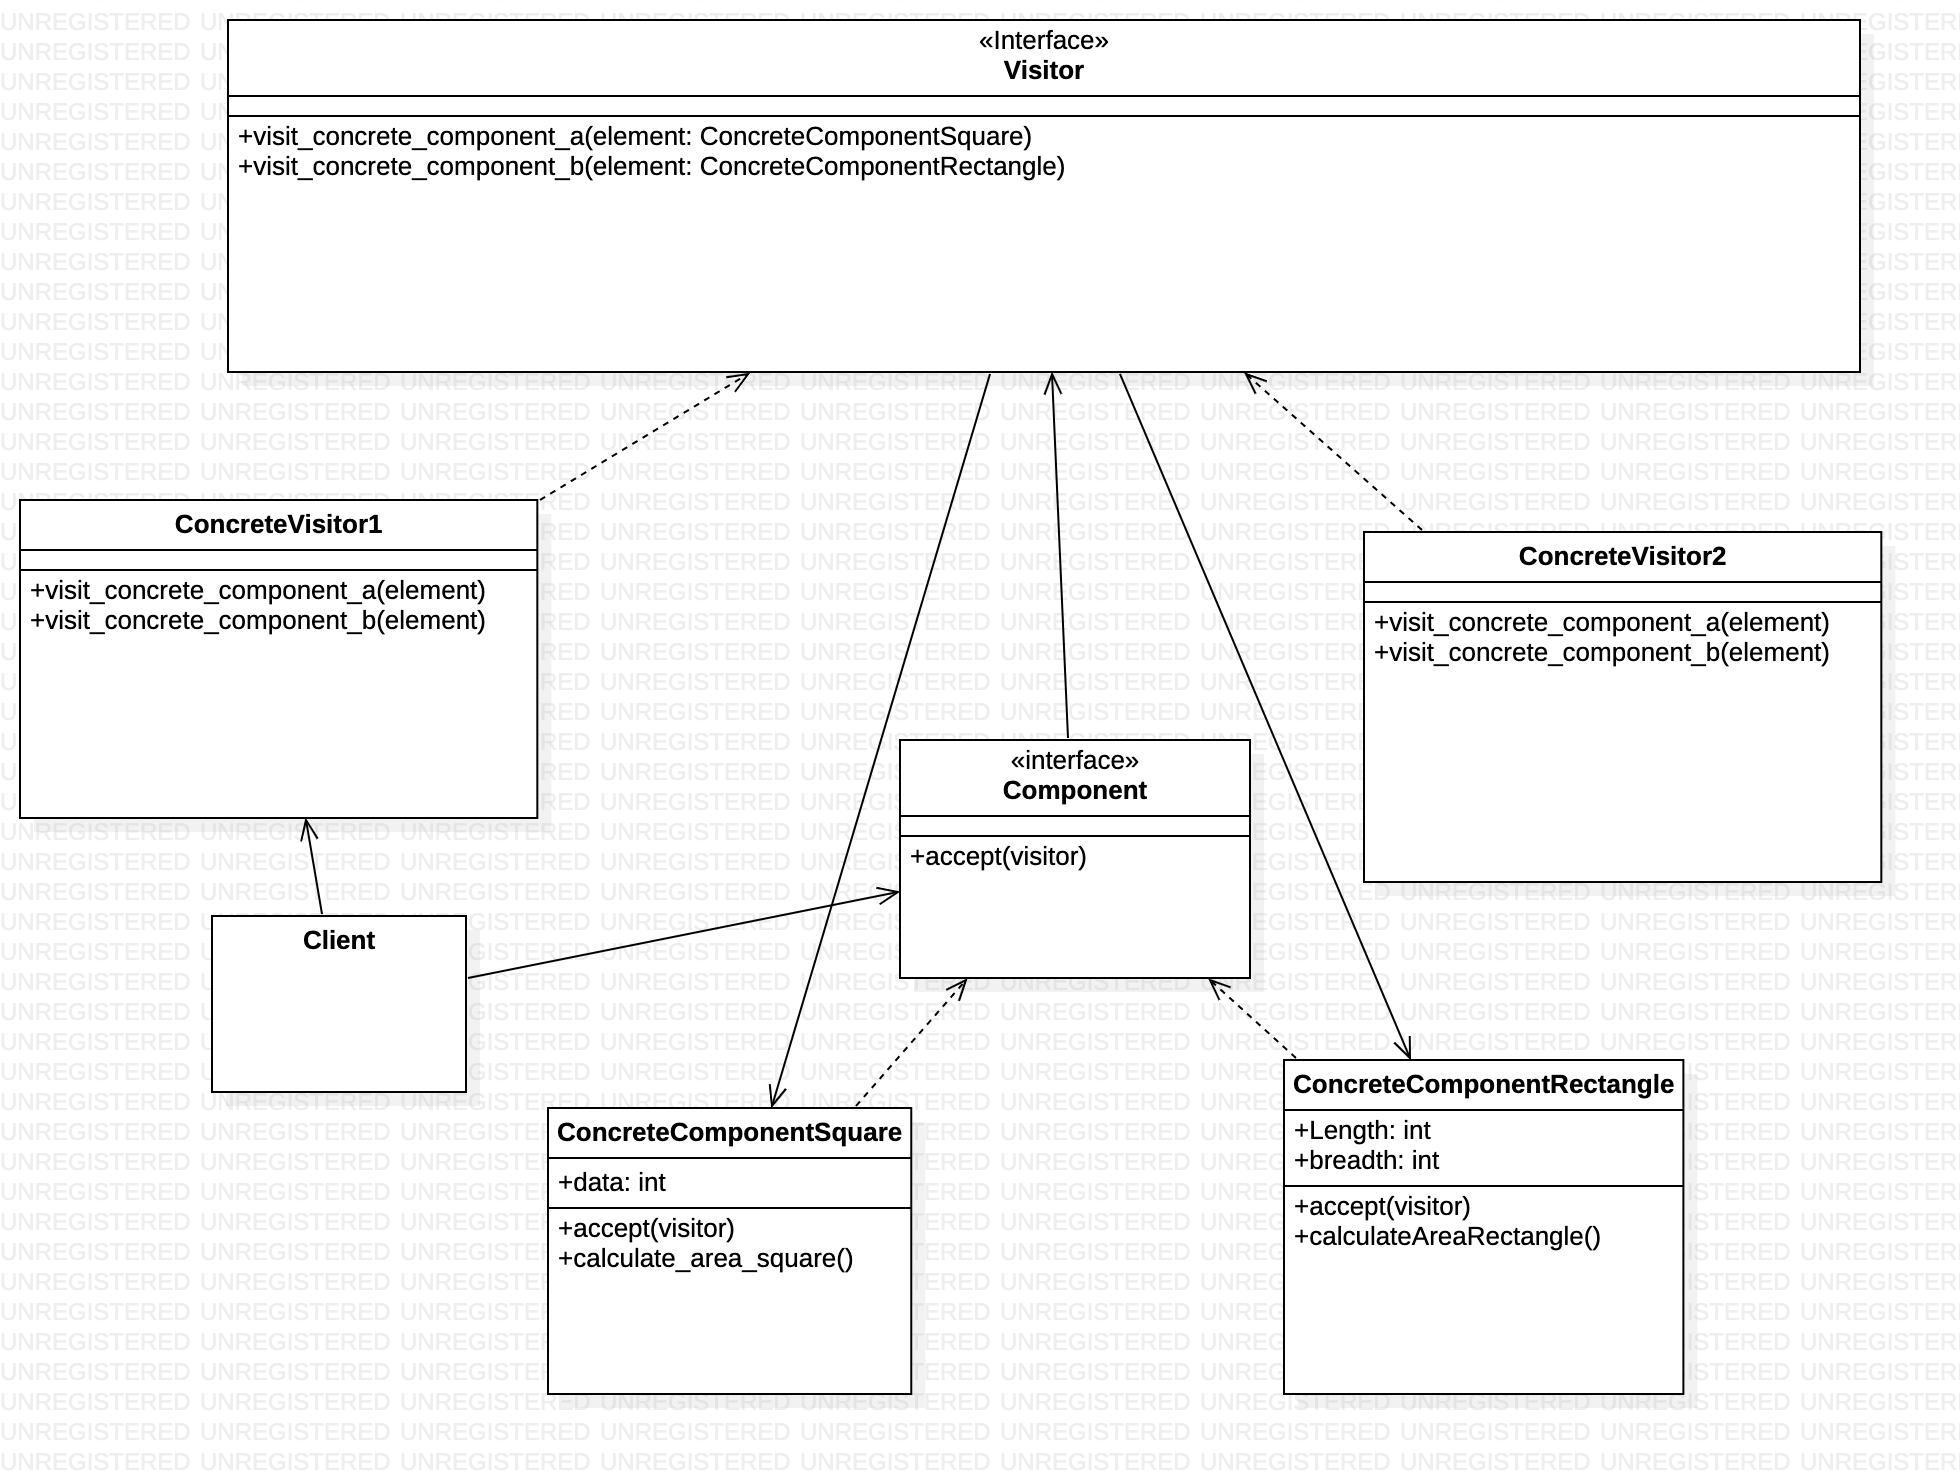 «Interface»
Visitor
+visit_concrete_component_a(element: ConcreteComponentSquare)
+visit_concrete_component_b(element: ConcreteComponentRectangle)
ConcreteVisitor1
+visit_concrete_component_a(element)
+visit_concrete_component_b(element)
ConcreteVisitor2
+visit_concrete_component_a(element)
+visit_concrete_component_b(element)
«interface»
Component
+accept(visitor)
Client
ConcreteComponentSquare
+data: int
+accept(visitor)
+calculate_area_square()
ConcreteComponentRectangle
+Length: int
+breadth: int
+accept(visitor)
+calculateAreaRectangle()
UNREGISTERED